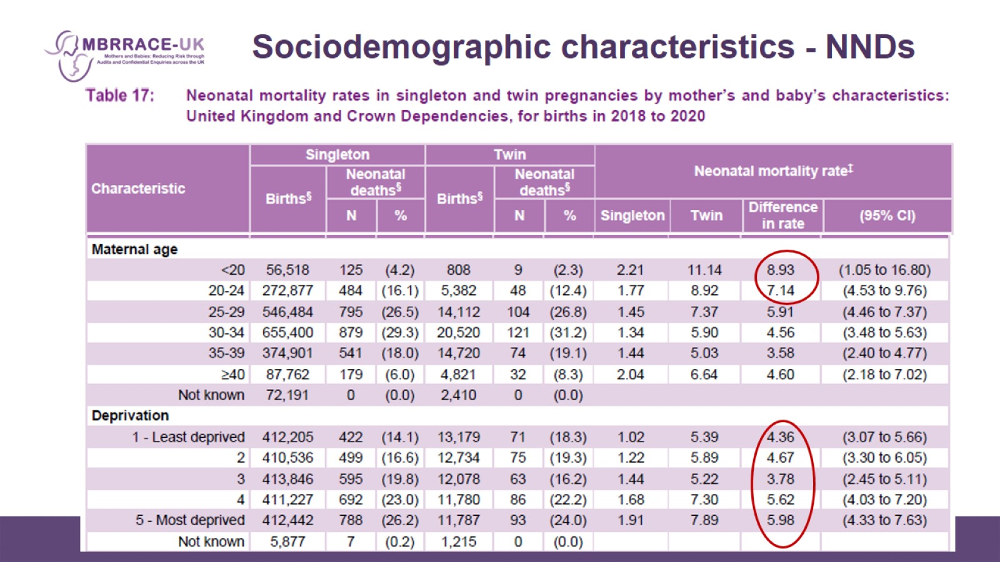 MBRRACE-UK
Mothers and Babies: Reducing Risk through
Audits and Confidential Enquiries across the UK
Sociodemographic characteristics - NNDs
Table 17: Neonatal mortality rates in singleton and twin pregnancies by mother's and baby's characteristics:
United Kingdom and Crown Dependencies, for births in 2018 to 2020
Characteristic Singleton Twin Neonatal mortality rate‡
Births§ Neonatal deaths§ Births§ Neonatal deaths§
N % N % Singleton Twin Difference in rate (95% CI)
Maternal age
<20 56,518 125 (4.2) 808 9 (2.3) 2.21 11.14 8.93 (1.05 to 16.80)
20-24 272,877 484 (16.1) 5,382 48 (12.4) 1.77 8.92 7.14 (4.53 to 9.76)
25-29 546,484 795 (26.5) 14,112 104 (26.8) 1.45 7.37 5.91 (4.46 to 7.37)
30-34 655,400 879 (29.3) 20,520 121 (31.2) 1.34 5.90 4.56 (3.48 to 5.63)
35-39 374,901 541 (18.0) 14,720 74 (19.1) 1.44 5.03 3.58 (2.40 to 4.77)
≥40 87,762 179 (6.0) 4,821 32 (8.3) 2.04 6.64 4.60 (2.18 to 7.02)
Not known 72,191 0 (0.0) 2,410 0 (0.0)
Deprivation
1 - Least deprived 412,205 422 (14.1) 13,179 71 (18.3) 1.02 5.39 4.36 (3.07 to 5.66)
2 410,536 499 (16.6) 12,734 75 (19.3) 1.22 5.89 4.67 (3.30 to 6.05)
3 413,846 595 (19.8) 12,078 63 (16.2) 1.44 5.22 3.78 (2.45 to 5.11)
4 411,227 692 (23.0) 11,780 86 (22.2) 1.68 7.30 5.62 (4.03 to 7.20)
5 - Most deprived 412,442 788 (26.2) 11,787 93 (24.0) 1.91 7.89 5.98 (4.33 to 7.63)
Not known 5,877 7 (0.2) 1,215 0 (0.0)